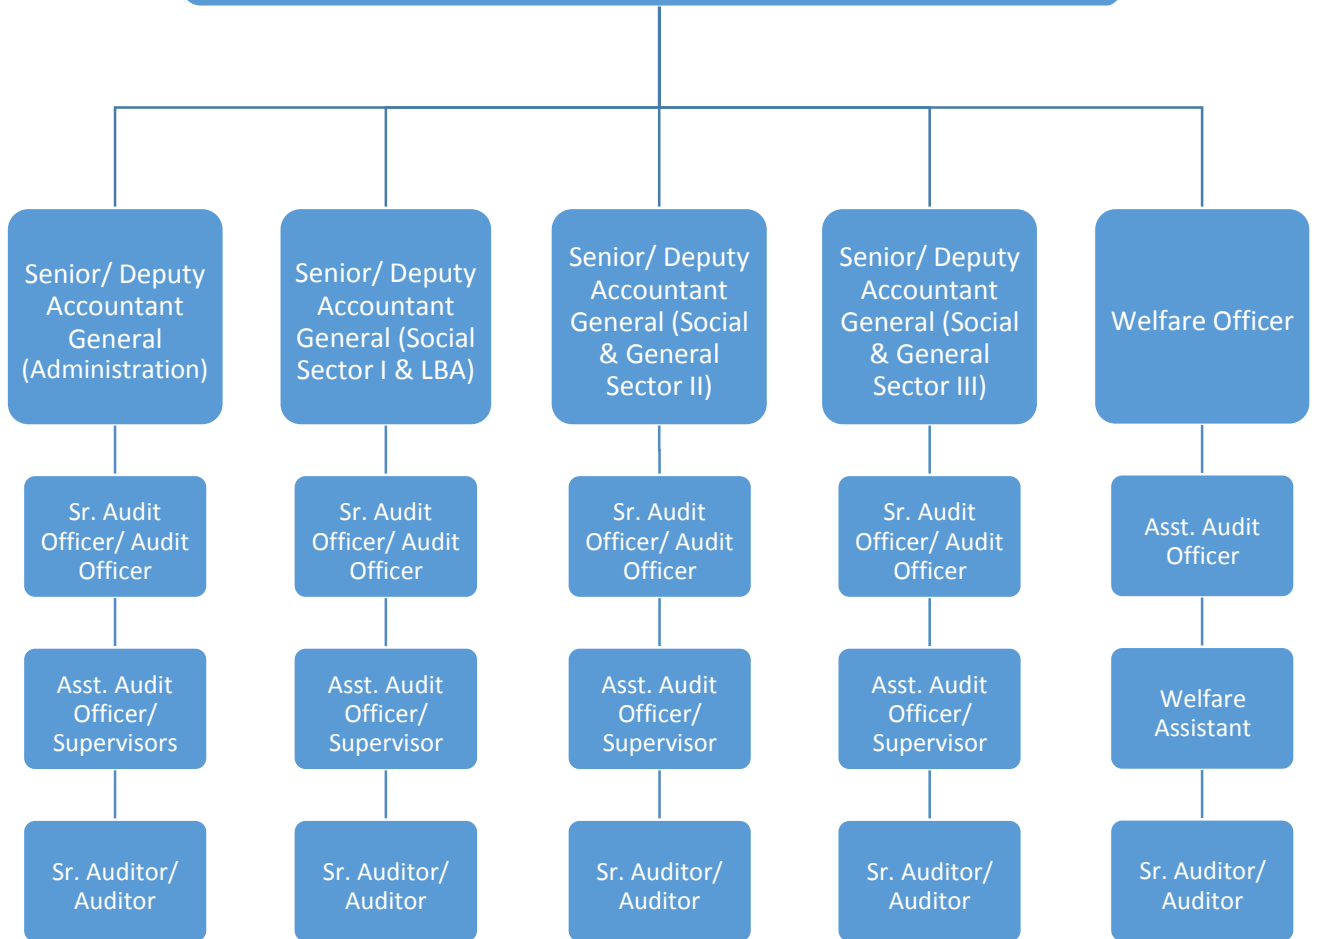 Senior/ Deputy
Accountant
General
(Administration)
Senior/ Deputy
Accountant
General (Social
Sector I & LBA)
Senior/ Deputy
Accountant
General (Social
& General
Sector II)
Senior/ Deputy
Accountant
General (Social
& General
Sector III)
Welfare Officer
Sr. Audit
Officer/ Audit
Officer
Sr. Audit
Officer/ Audit
Officer
Sr. Audit
Officer/ Audit
Officer
Sr. Audit
Officer/ Audit
Officer
Asst. Audit
Officer
Asst. Audit
Officer/
Supervisors
Asst. Audit
Officer/
Supervisor
Asst. Audit
Officer/
Supervisor
Asst. Audit
Officer/
Supervisor
Welfare
Assistant
Sr. Auditor/
Auditor
Sr. Auditor/
Auditor
Sr. Auditor/
Auditor
Sr. Auditor/
Auditor
Sr. Auditor/
Auditor